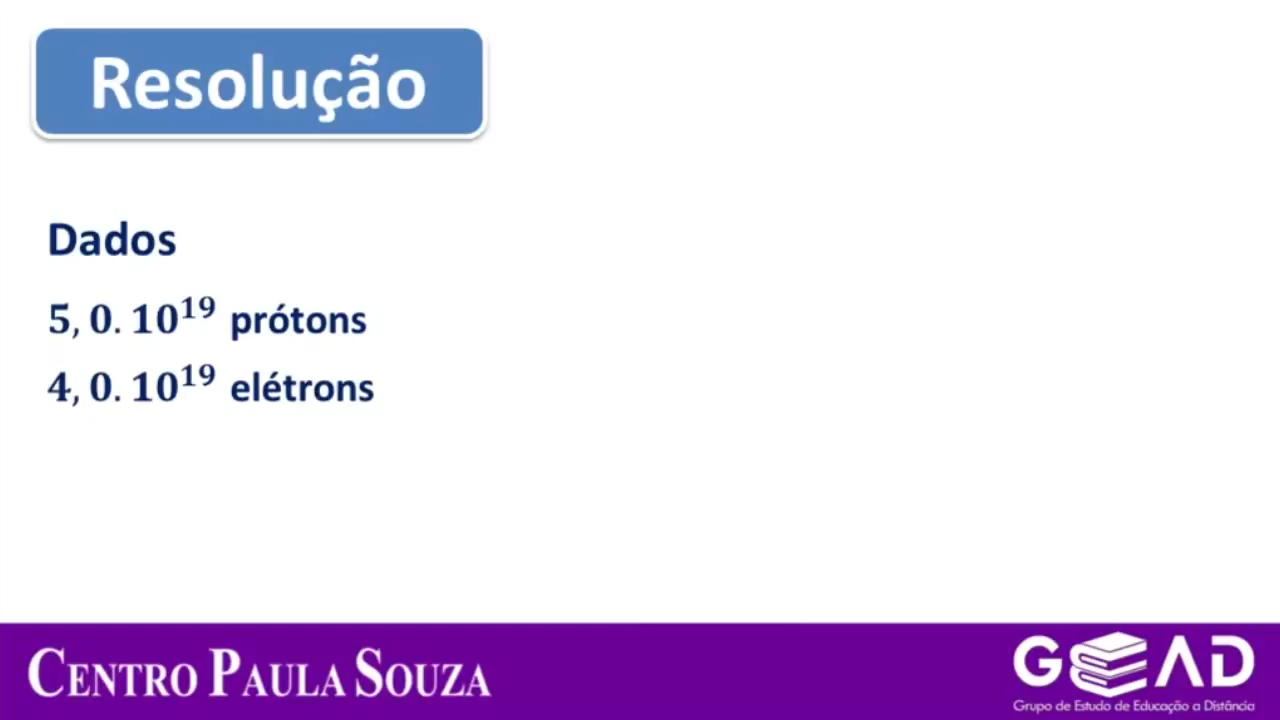 Resolução
Dados
5, 0. 10¹⁹ prótons
4, 0. 10¹⁹ elétrons
CENTRO PAULA SOUZA
GEAD
Grupo de Estudo de Educação a Distância